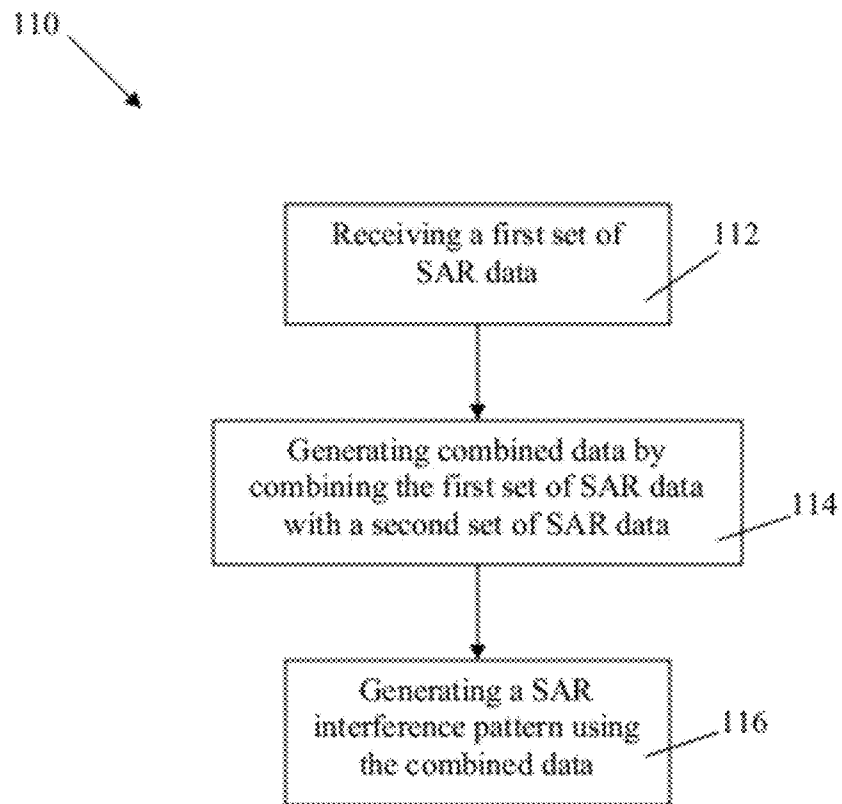 110
Receiving a first set of
SAR data
112
Generating combined data by
combining the first set of SAR data
with a second set of SAR data
114
Generating a SAR
interference pattern using
the combined data
116